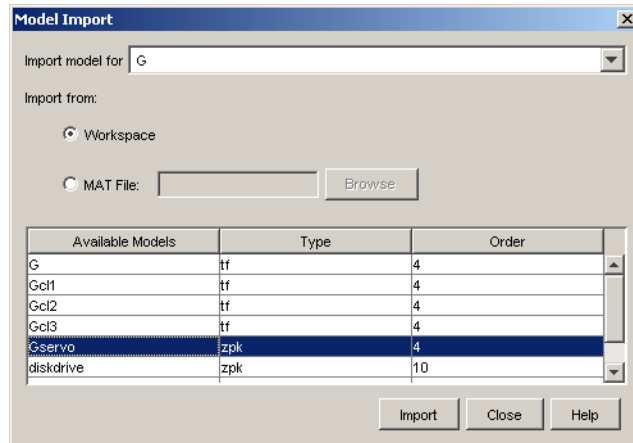 Model Import
Import model for G
Import from:
Workspace
MAT File: Browse
Available Models Type Order
G tf 4
Gcl1 tf 4
Gcl2 tf 4
Gcl3 tf 4
Gservo zpk 4
diskdrive zpk 10
Import Close Help